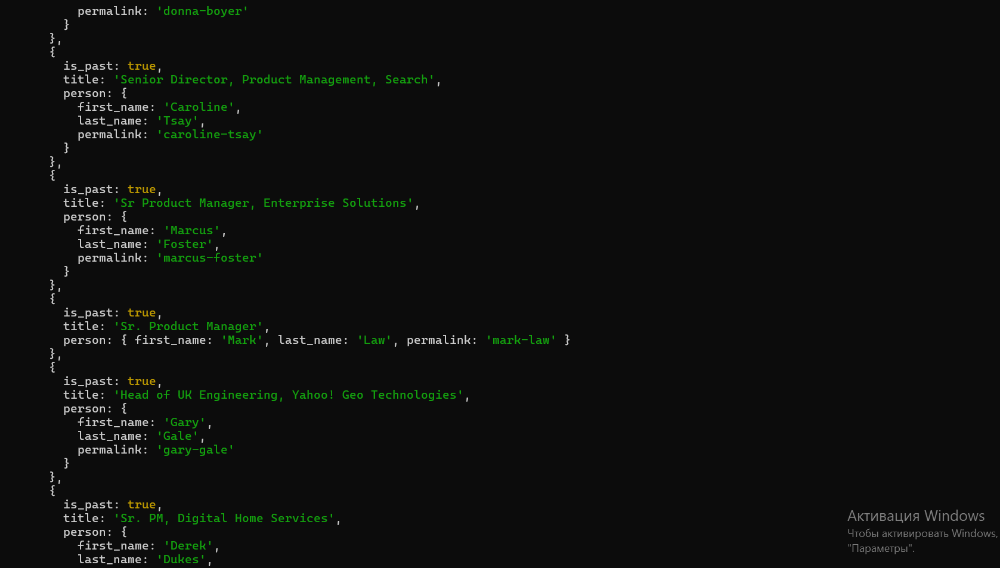 permalink: 'donna-boyer'
}
},
{
is_past: true,
title: 'Senior Director, Product Management, Search',
person: {
first_name: 'Caroline',
last_name: 'Tsay',
permalink: 'caroline-tsay'
}
},
{
is_past: true,
title: 'Sr Product Manager, Enterprise Solutions',
person: {
first_name: 'Marcus',
last_name: 'Foster',
permalink: 'marcus-foster'
}
},
{
is_past: true,
title: 'Sr. Product Manager',
person: { first_name: 'Mark', last_name: 'Law', permalink: 'mark-law' }
},
{
is_past: true,
title: 'Head of UK Engineering, Yahoo! Geo Technologies',
person: {
first_name: 'Gary',
last_name: 'Gale',
permalink: 'gary-gale'
}
},
{
is_past: true,
title: 'Sr. PM, Digital Home Services',
person: {
first_name: 'Derek',
last_name: 'Dukes',
Активация Windows
Чтобы активировать Windows,
"Параметры".